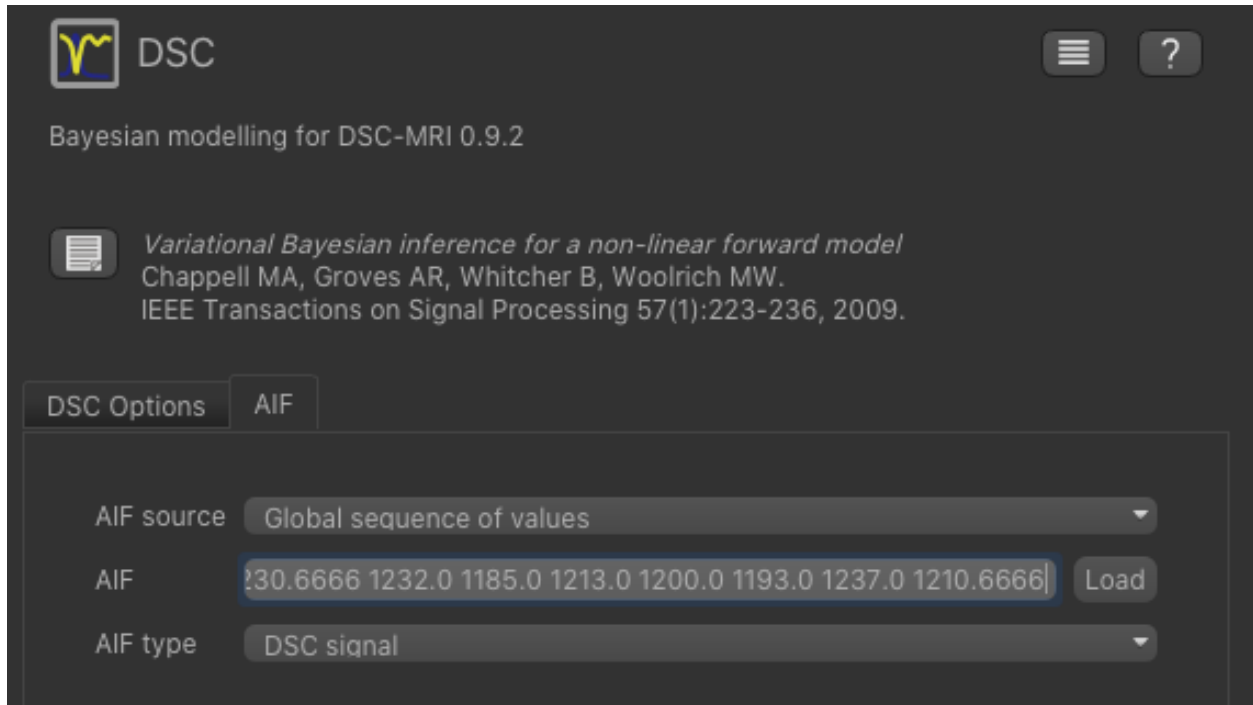 DSC
?
Bayesian modelling for DSC-MRI 0.9.2
Variational Bayesian inference for a non-linear forward model
Chappell MA, Groves AR, Whitcher B, Woolrich MW.
IEEE Transactions on Signal Processing 57(1):223-236, 2009.
DSC Options AIF
AIF source Global sequence of values
AIF 230.6666 1232.0 1185.0 1213.0 1200.0 1193.0 1237.0 1210.6666 Load
AIF type DSC signal